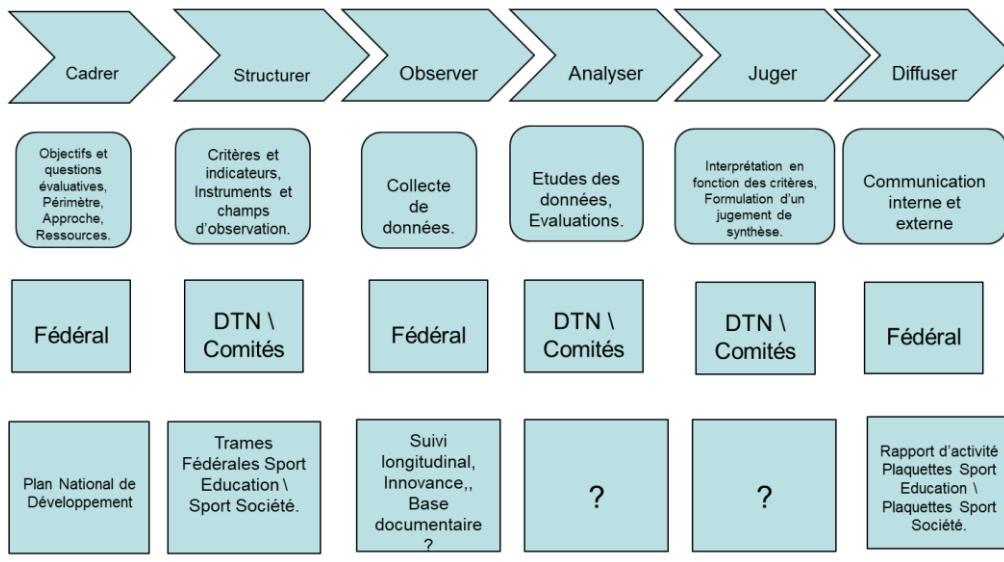 Cadrer
Structurer
Observer
Analyser
Juger
Diffuser
Objectifs et
questions
évaluatives,
Périmètre,
Approche,
Ressources.
Critères et
indicateurs,
Instruments et
champs
d'observation.
Collecte
de
données.
Etudes des
données,
Evaluations.
Interprétation en
fonction des critères,
Formulation d'un
jugement de
synthèse.
Communication
interne et
externe
Fédéral
DTN \
Comités
Fédéral
DTN \
Comités
DTN \
Comités
Fédéral
Plan National de
Développement
Trames
Fédérales Sport
Education \
Sport Société.
Suivi
longitudinal,
Innovance,,
Base
documentaire
?
?
?
Rapport d'activité
Plaquettes Sport
Education \
Plaquettes Sport
Société.